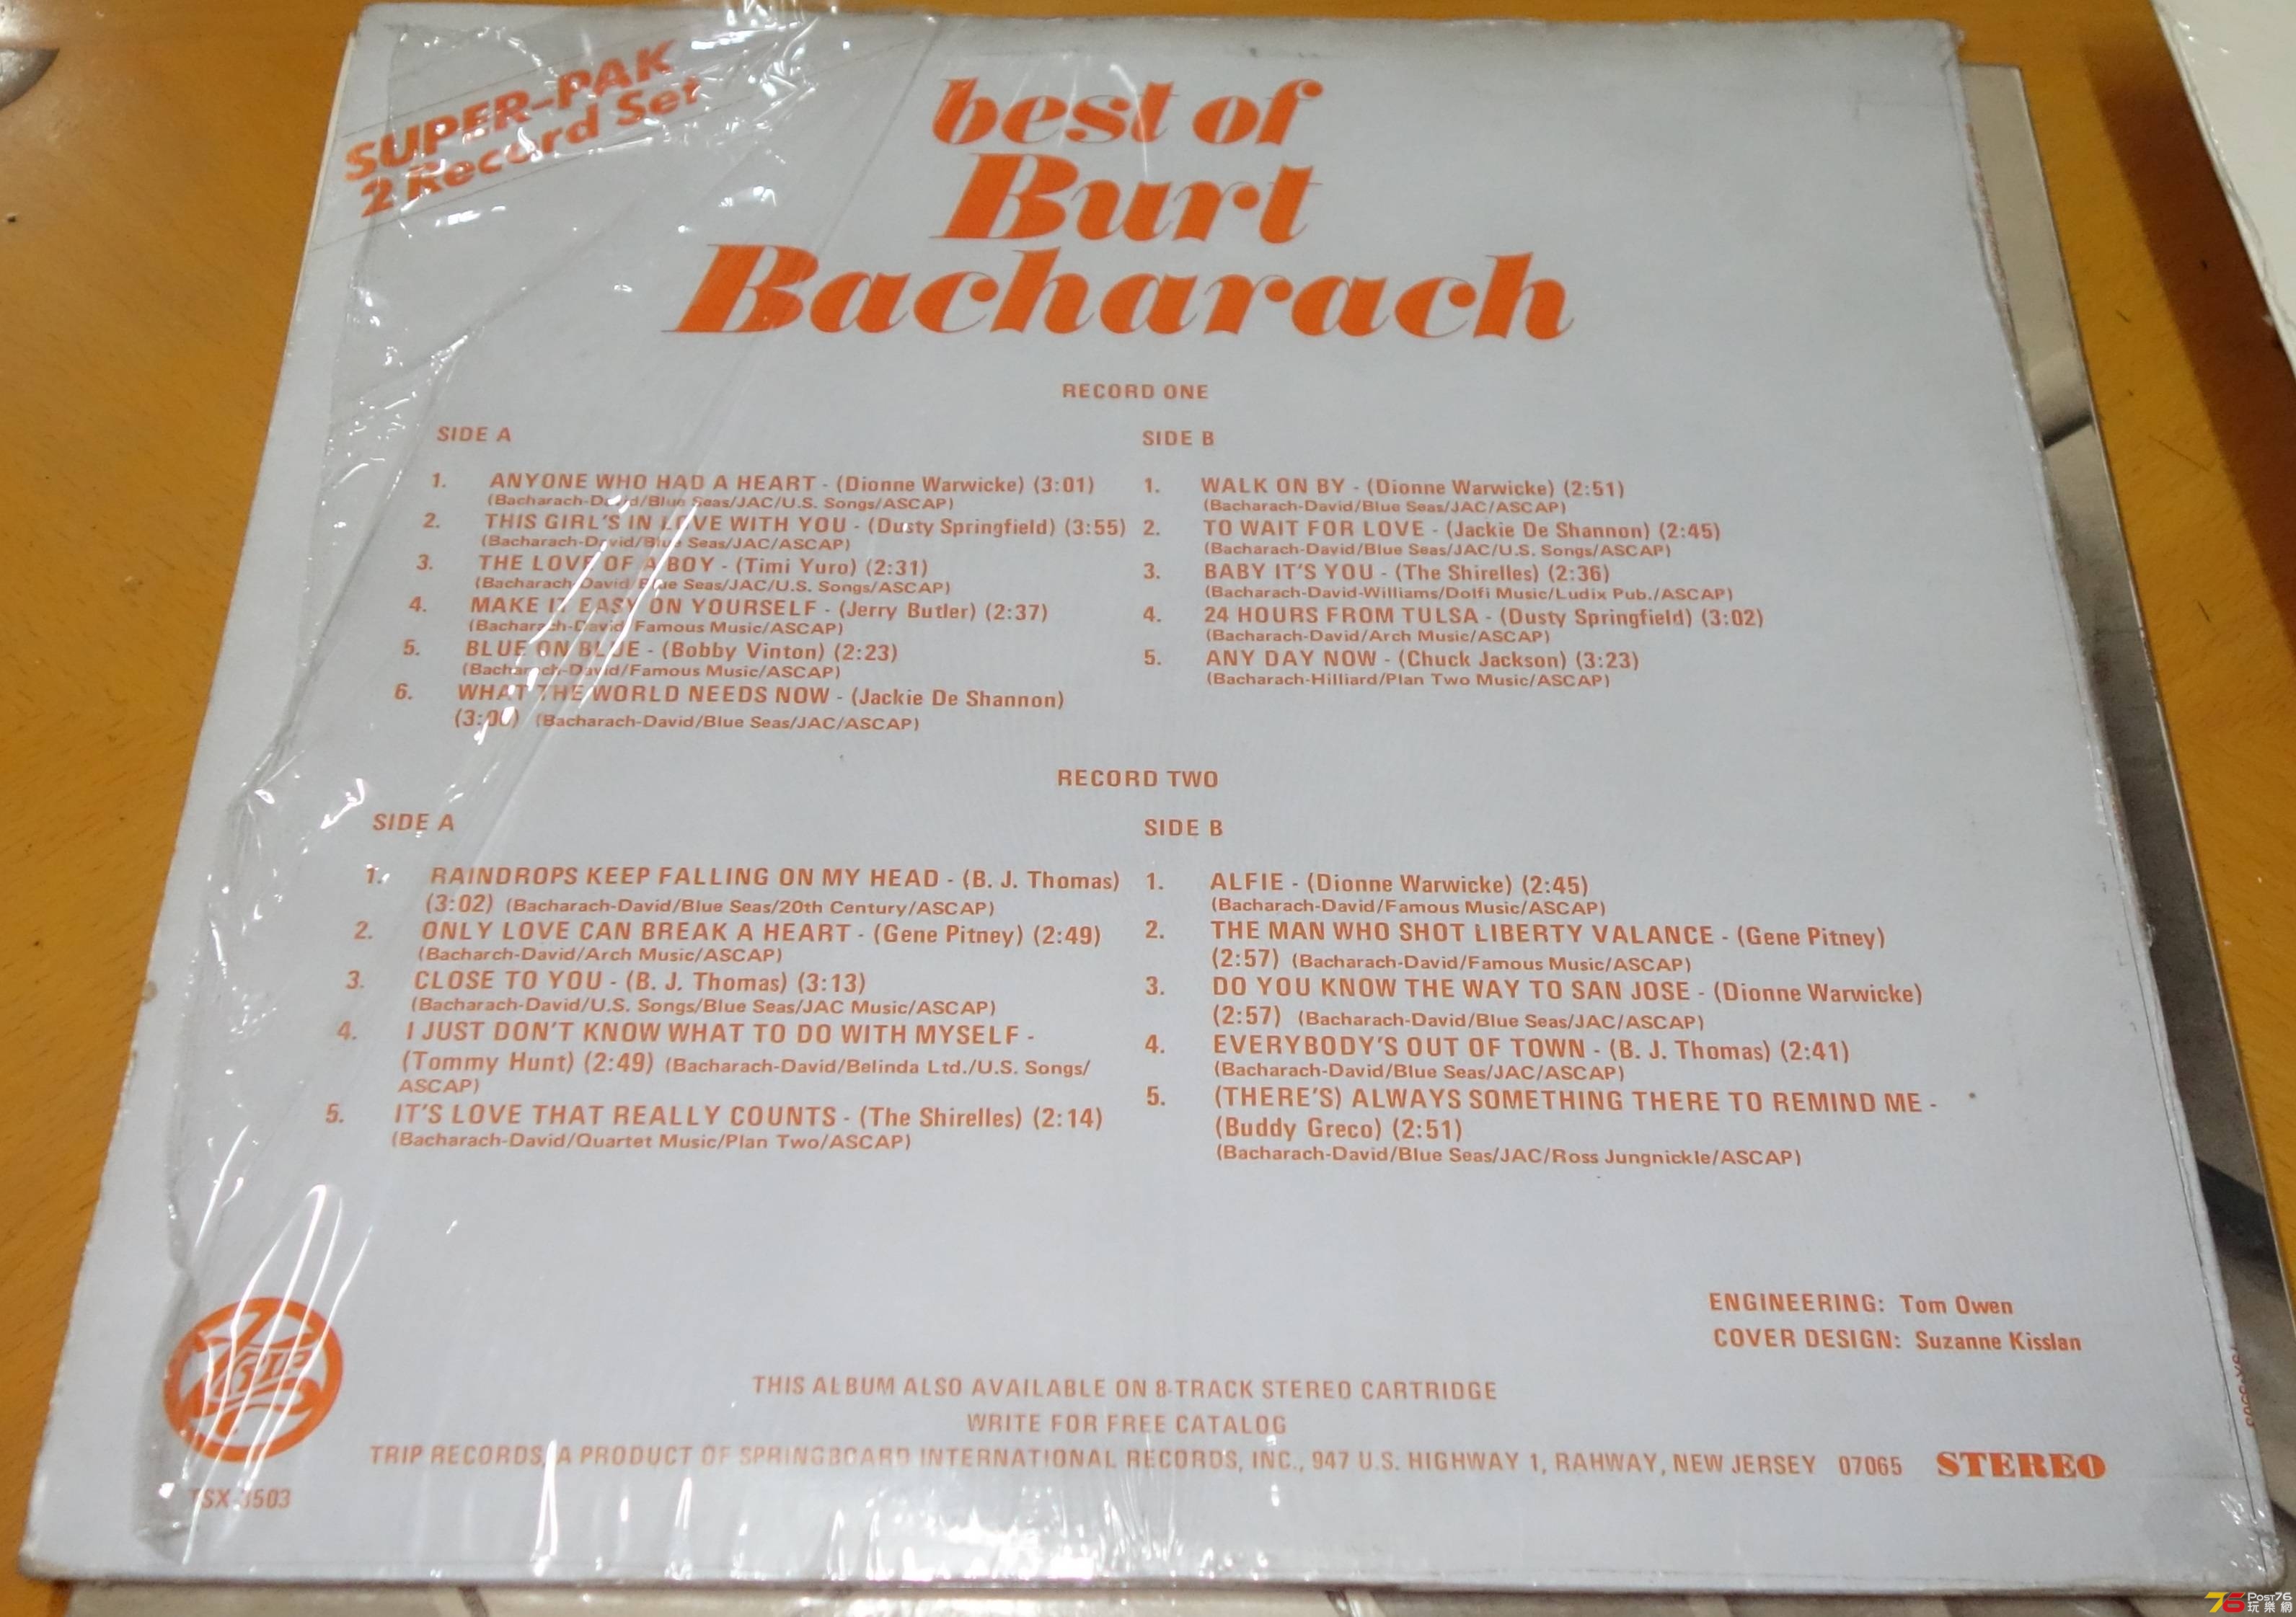 SUPER-PAK
2 Record Set
best of
Burt
Bacharach
RECORD ONE
SIDE A
1. ANYONE WHO HAD A HEART - (Dionne Warwicke) (3:01)
(Bacharach-David/Blue Seas/JAC/U.S. Songs/ASCAP)
2. THIS GIRL'S IN LOVE WITH YOU - (Dusty Springfield) (3:55)
(Bacharach-David/Blue Seas/JAC/ASCAP)
3. THE LOVE OF A BOY - (Timi Yuro) (2:31)
(Bacharach-David/Blue Seas/JAC/U.S. Songs/ASCAP)
4. MAKE IT EASY ON YOURSELF - (Jerry Butler) (2:37)
(Bacharach-David/Famous Music/ASCAP)
5. BLUE ON BLUE - (Bobby Vinton) (2:23)
(Bacharach-David/Famous Music/ASCAP)
6. WHAT THE WORLD NEEDS NOW - (Jackie De Shannon)
(Bacharach-David/Blue Seas/JAC/ASCAP)
SIDE B
1. WALK ON BY - (Dionne Warwicke) (2:51)
(Bacharach-David/Blue Seas/JAC/ASCAP)
2. TO WAIT FOR LOVE - (Jackie De Shannon) (2:45)
(Bacharach-David/Blue Seas/JAC/U.S. Songs/ASCAP)
3. BABY IT'S YOU - (The Shirelles) (2:36)
(Bacharach-David-Williams/Dolfi Music/Ludix Pub./ASCAP)
4. 24 HOURS FROM TULSA - (Dusty Springfield) (3:02)
(Bacharach-David/Arch Music/ASCAP)
5. ANY DAY NOW - (Chuck Jackson) (3:23)
(Bacharach-Hilliard/Plan Two Music/ASCAP)
RECORD TWO
SIDE A
1. RAINDROPS KEEP FALLING ON MY HEAD - (B. J. Thomas)
(3:02) (Bacharach-David/Blue Seas/20th Century/ASCAP)
2. ONLY LOVE CAN BREAK A HEART - (Gene Pitney) (2:49)
(Bacharch-David/Arch Music/ASCAP)
3. CLOSE TO YOU - (B. J. Thomas) (3:13)
(Bacharach-David/U.S. Songs/Blue Seas/JAC Music/ASCAP)
4. I JUST DON'T KNOW WHAT TO DO WITH MYSELF -
(Tommy Hunt) (2:49) (Bacharach-David/Belinda Ltd./U.S. Songs/
ASCAP)
5. IT'S LOVE THAT REALLY COUNTS - (The Shirelles) (2:14)
(Bacharach-David/Quartet Music/Plan Two/ASCAP)
SIDE B
1. ALFIE - (Dionne Warwicke) (2:45)
(Bacharach-David/Famous Music/ASCAP)
2. THE MAN WHO SHOT LIBERTY VALANCE - (Gene Pitney)
(2:57) (Bacharach-David/Famous Music/ASCAP)
3. DO YOU KNOW THE WAY TO SAN JOSE - (Dionne Warwicke)
(2:57) (Bacharach-David/Blue Seas/JAC/ASCAP)
4. EVERYBODY'S OUT OF TOWN - (B. J. Thomas) (2:41)
(Bacharach-David/Blue Seas/JAC/ASCAP)
5. (THERE'S) ALWAYS SOMETHING THERE TO REMIND ME -
(Buddy Greco) (2:51)
(Bacharach-David/Blue Seas/JAC/Ross Jungnickle/ASCAP)
ENGINEERING: Tom Owen
COVER DESIGN: Suzanne Kisslan
TRIP
THIS ALBUM ALSO AVAILABLE ON 8-TRACK STEREO CARTRIDGE
WRITE FOR FREE CATALOG
TRIP RECORDS, A PRODUCT OF SPRINGBOARD INTERNATIONAL RECORDS, INC., 947 U.S. HIGHWAY 1, RAHWAY, NEW JERSEY 07065 STEREO
76 Post76
玩樂網